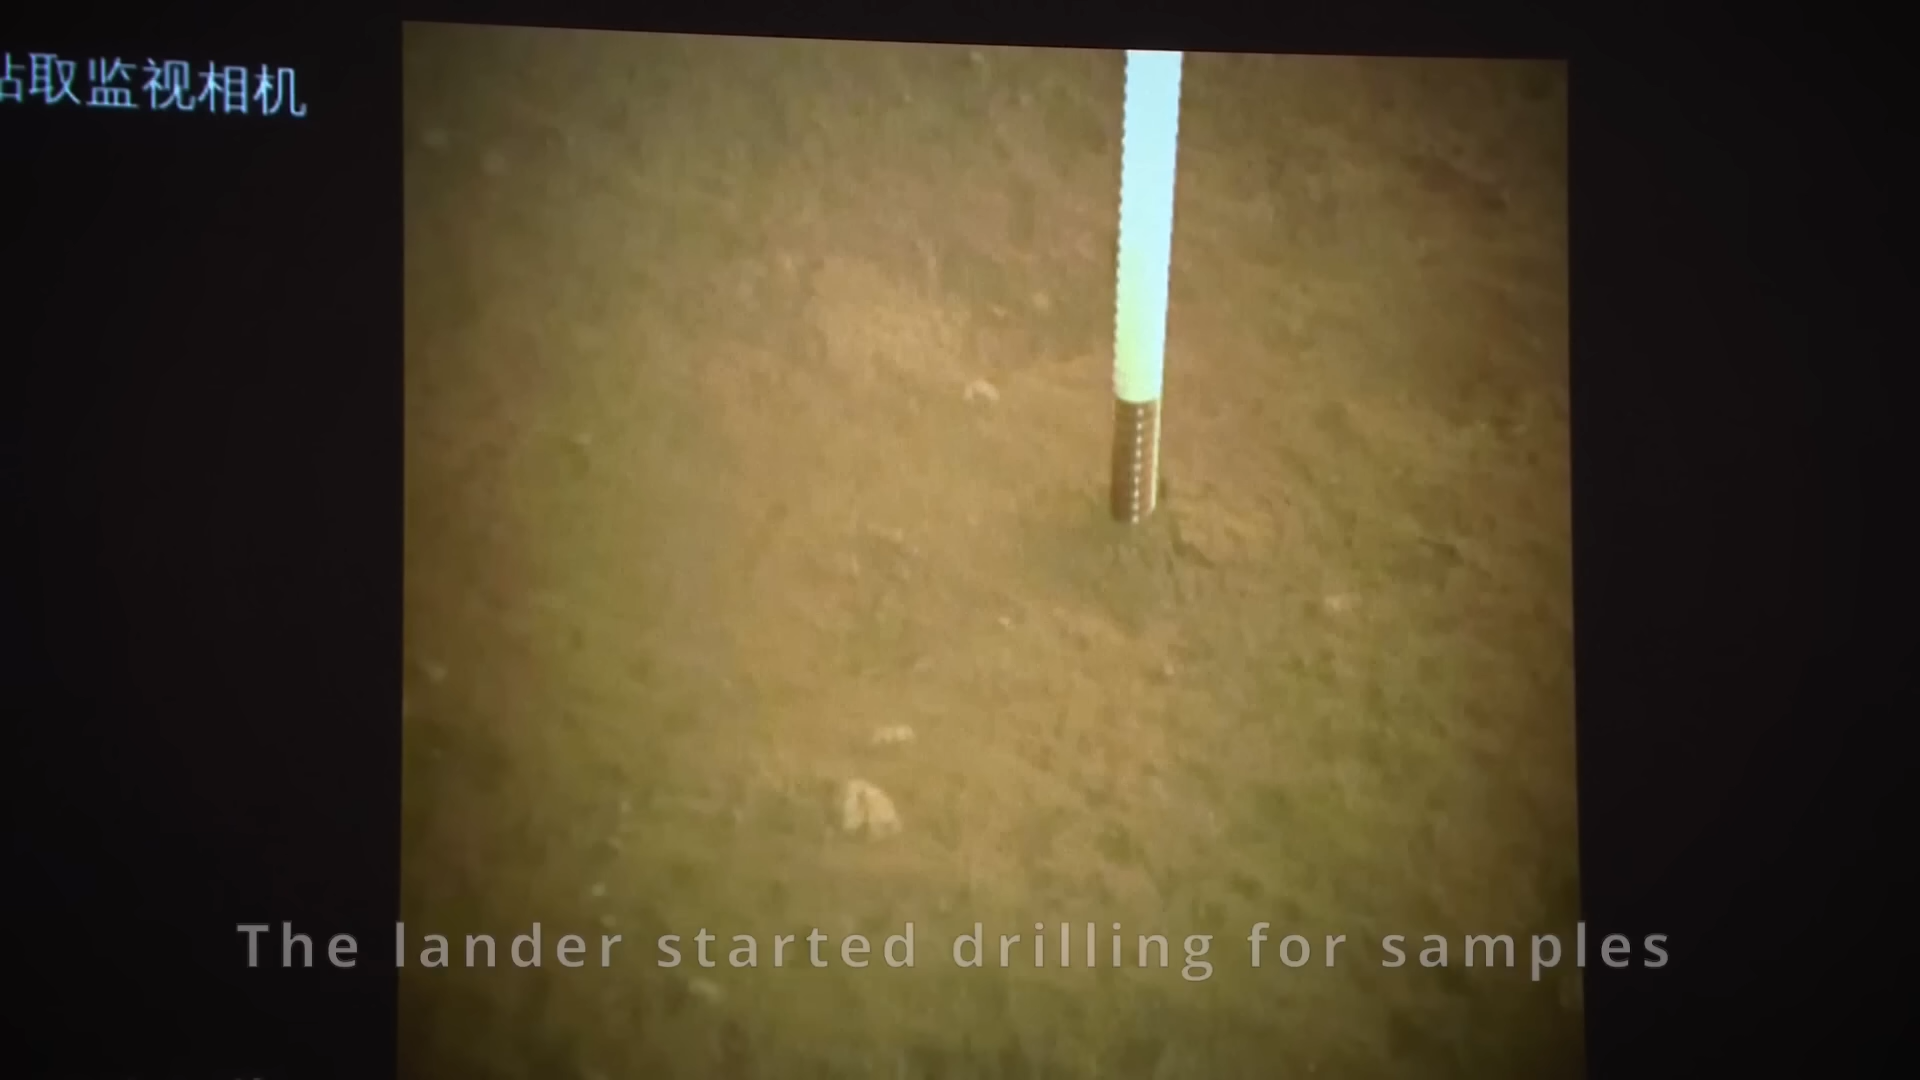 取监视相机
The lander started drilling for samples